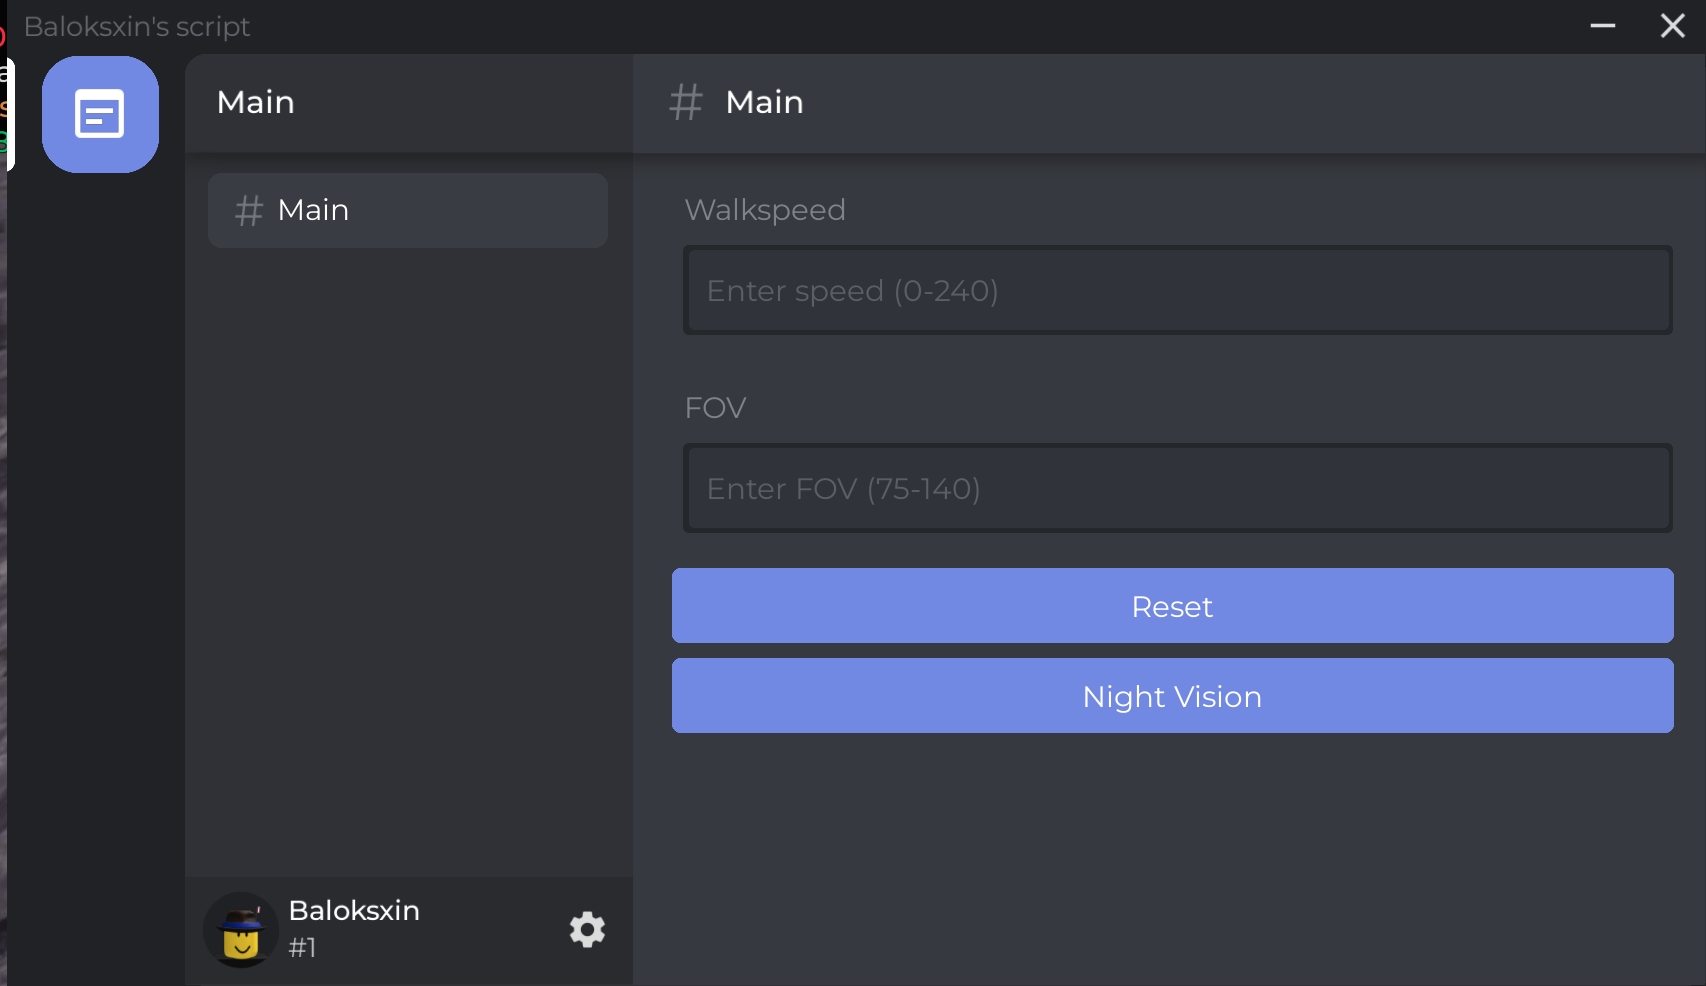 Baloksxin's script
Main
# Main
# Main
Walkspeed
Enter speed (0-240)
FOV
Enter FOV (75-140)
Reset
Night Vision
Baloksxin
#1